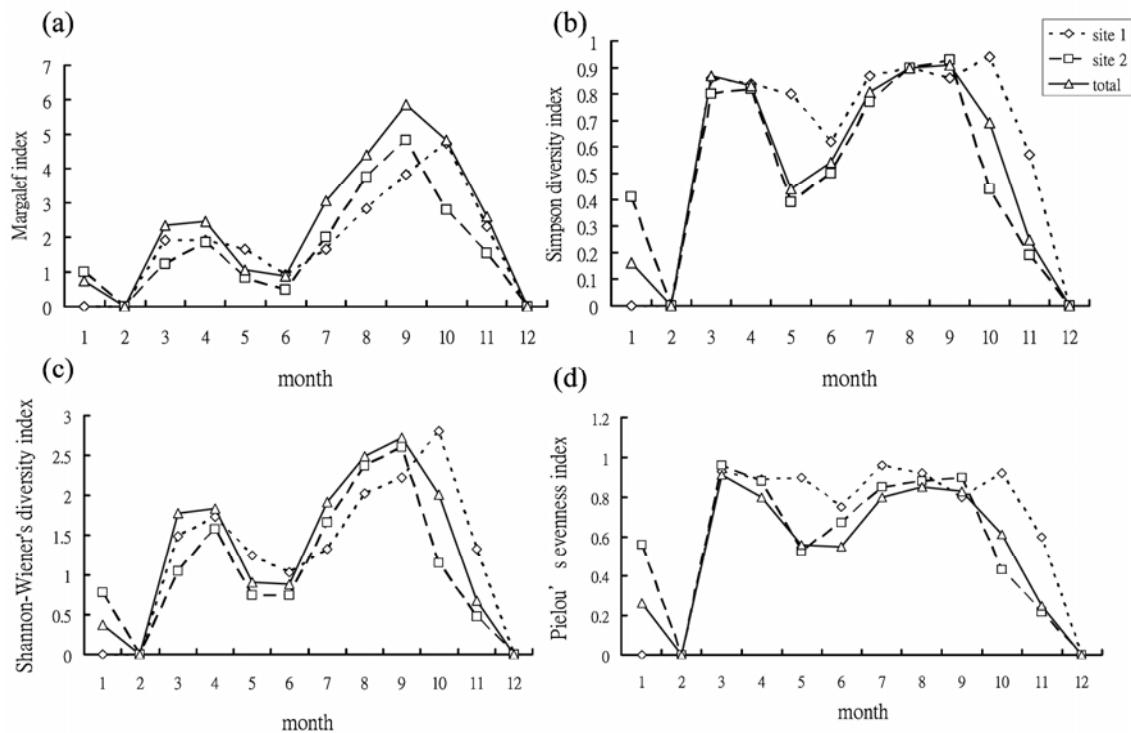 (a)
7
6
5
4
3
2
1
0
Margalef index
1 2 3 4 5 6 7 8 9 10 11 12
month
(b)
1
0.9
0.8
0.7
0.6
0.5
0.4
0.3
0.2
0.1
0
Simpson diversity index
1 2 3 4 5 6 7 8 9 10 11 12
month
site 1
site 2
total
(c)
3
2.5
2
1.5
1
0.5
0
Shannon-Wiener's diversity index
1 2 3 4 5 6 7 8 9 10 11 12
month
(d)
1.2
1
0.8
0.6
0.4
0.2
0
Pielou’ s evenness index
1 2 3 4 5 6 7 8 9 10 11 12
month